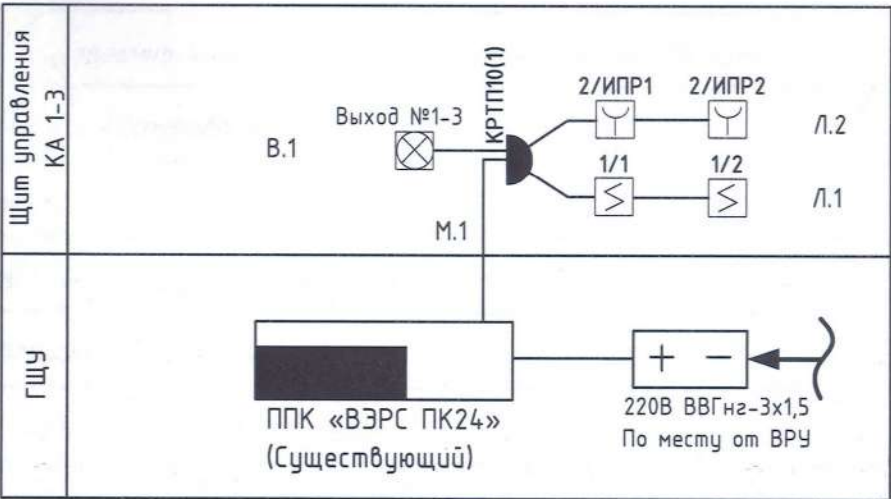 Щит управления
КА 1-3
КРТП10(1)
2/ИПР1
2/ИПР2
Выход №1-3
Л.2
В.1
1/1
1/2
Л.1
М.1
ГЩУ
ППК «ВЭРС ПК24»
(Существующий)
+ -
220В ВВГнг-3х1,5
По месту от ВРУ